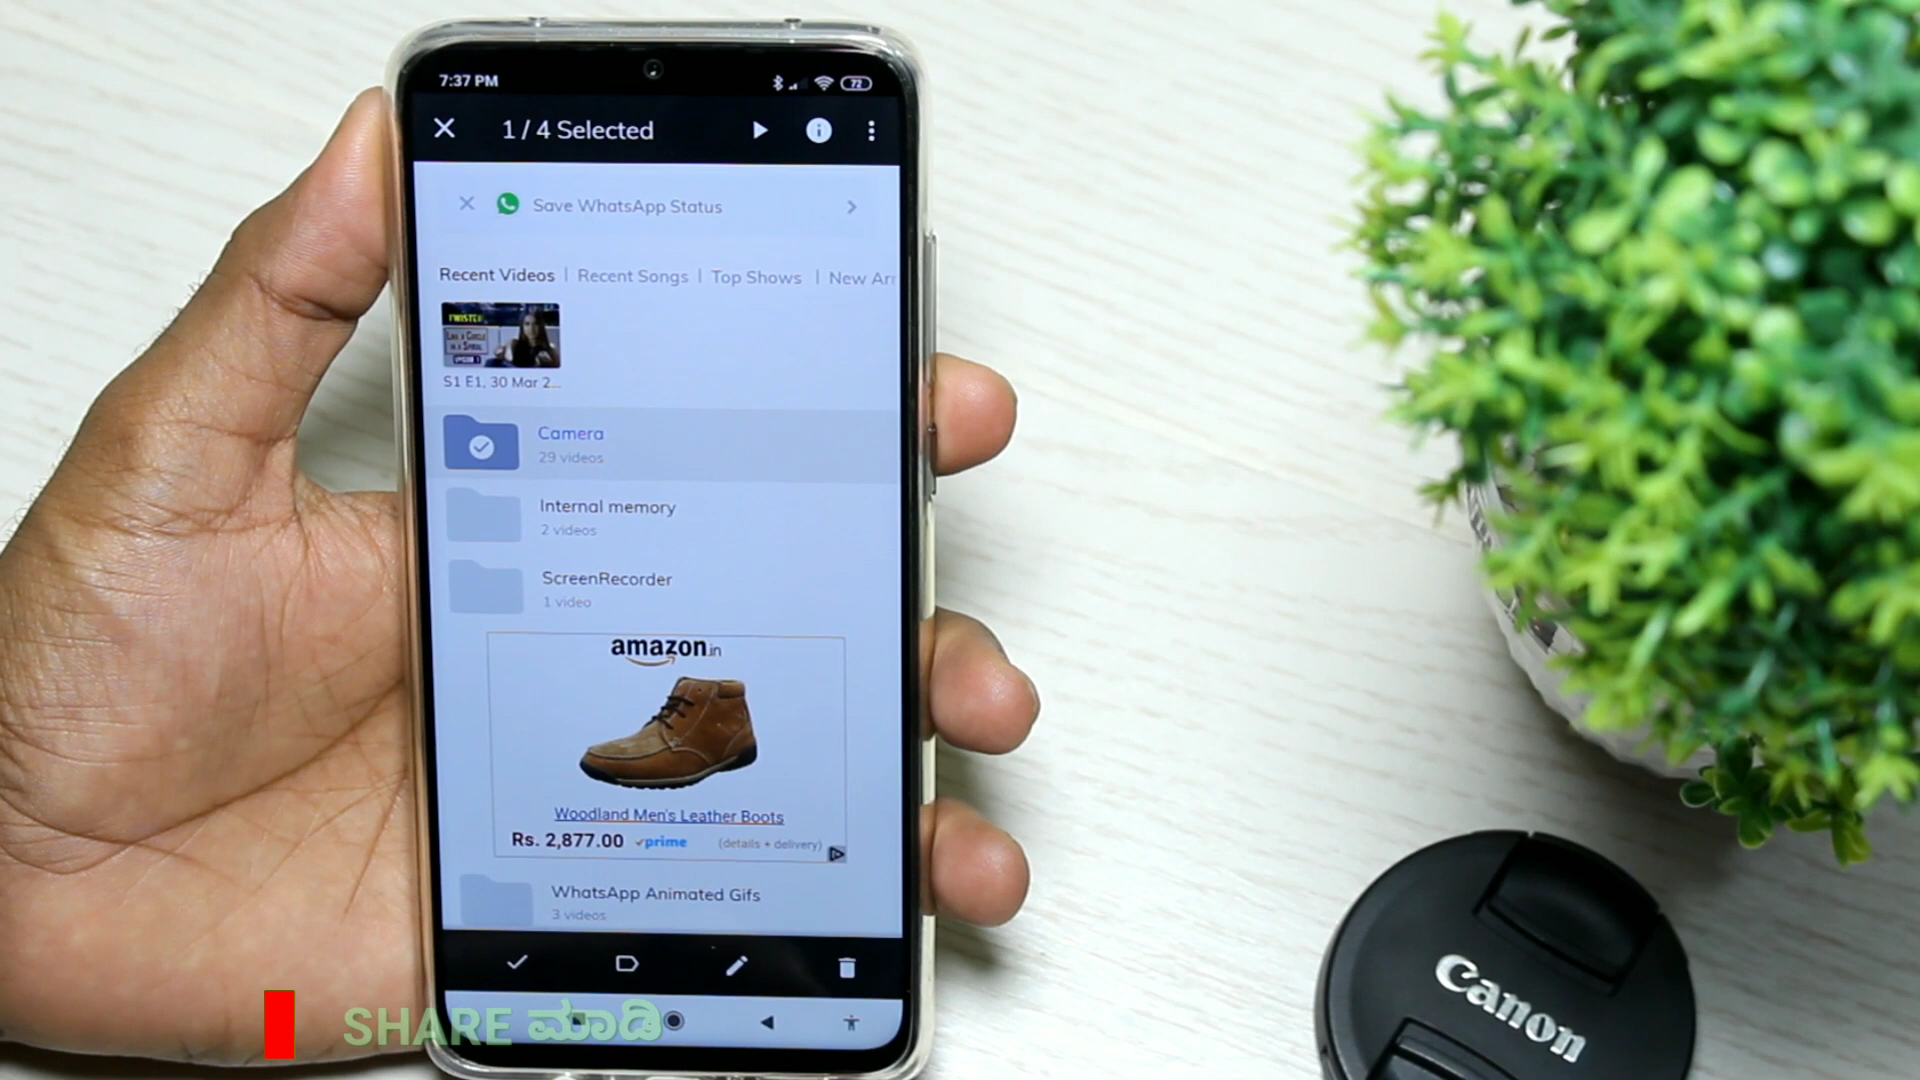 7:37 PM
72
1 / 4 Selected
Save WhatsApp Status
Recent Videos | Recent Songs | Top Shows | New Arr
TWISTED
S1 E1, 30 Mar 2...
Camera
29 videos
Internal memory
2 videos
ScreenRecorder
1 video
amazon.in
Woodland Men's Leather Boots
Rs. 2,877.00 prime (details + delivery)
WhatsApp Animated Gifs
3 videos
SHARE ಮಾಡಿ
Canon